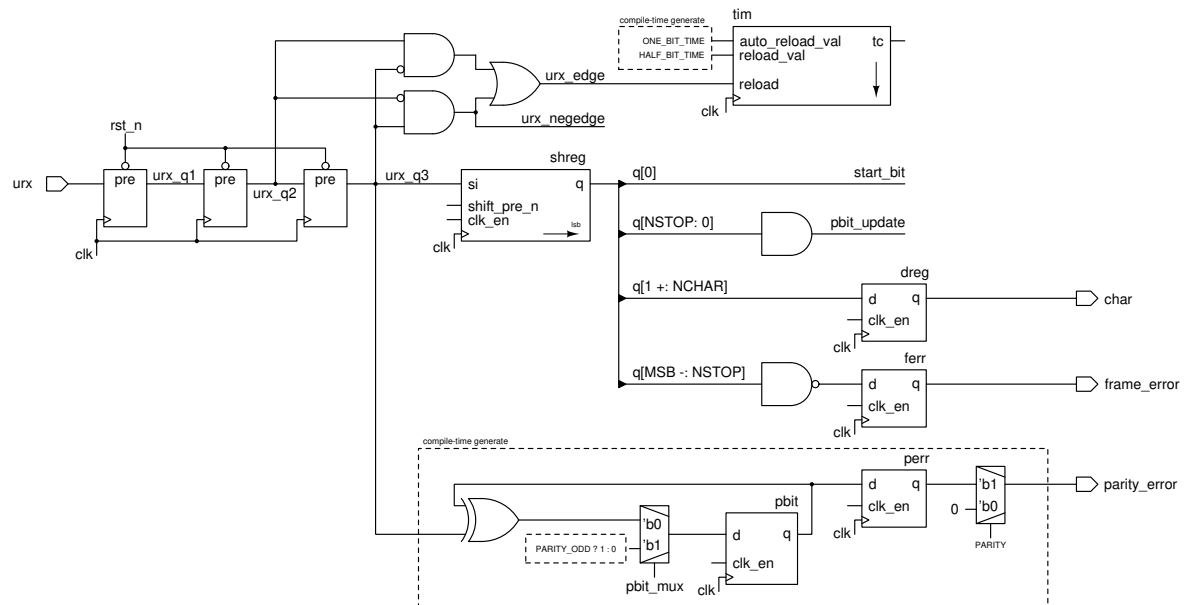 tim
compile-time generate
ONE_BIT_TIME
HALF_BIT_TIME
auto_reload_val
tc
reload_val
reload
clk
urx_edge
urx_negedge
rst_n
urx
pre
urx_q1
pre
urx_q2
pre
urx_q3
clk
shreg
si
q
shift_pre_n
clk_en
lsb
clk
q[0]
start_bit
q[NSTOP: 0]
pbit_update
dreg
q[1 +: NCHAR]
d
q
clk_en
clk
char
ferr
q[MSB -: NSTOP]
d
q
clk_en
clk
frame_error
compile-time generate
perr
d
q
clk_en
clk
'b1
'b0
0
PARITY
parity_error
pbit
'b0
'b1
PARITY_ODD ? 1 : 0
pbit_mux
d
q
clk_en
clk